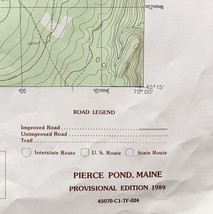 45°15'
70°00'
ROAD LEGEND
Improved Road
Unimproved Road
Trail
Interstate Route U. S. Route State Route
PIERCE POND, MAINE
PROVISIONAL EDITION 1989
45070-C1-TF-024